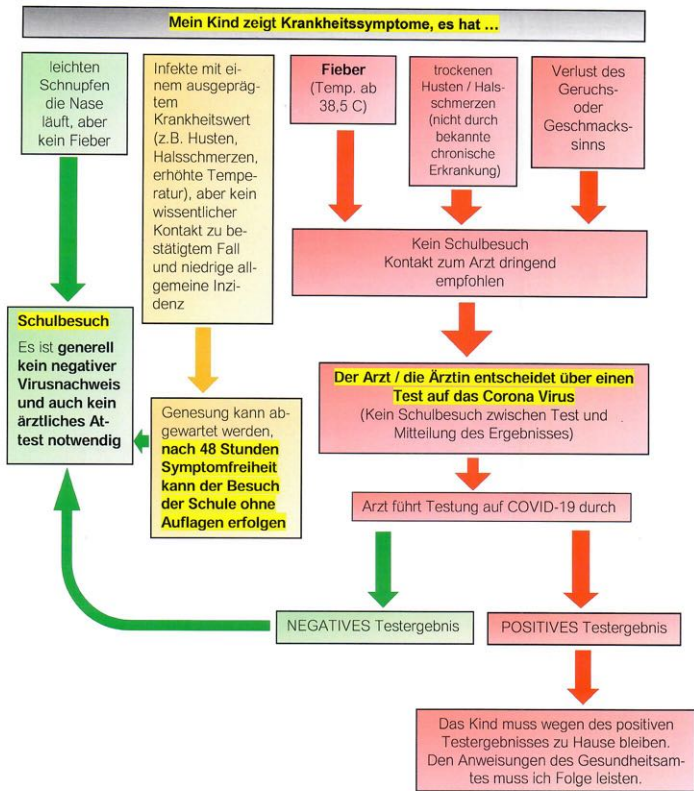 Mein Kind zeigt Krankheitssymptome, es hat ...
leichten
Schnupfen
die Nase
läuft, aber
kein Fieber
Infekte mit ei-
nem ausgepräg-
tem
Krankheitswert
(z.B. Husten,
Halsschmerzen,
erhöhte Tempe-
ratur), aber kein
wissentlicher
Kontakt zu be-
stätigtem Fall
und niedrige all-
gemeine Inzi-
denz
Fieber
(Temp. ab
38,5 C)
trockenen
Husten / Hals-
schmerzen
(nicht durch
bekannte
chronische
Erkrankung)
Verlust des
Geruchs-
oder
Geschmacks-
sinns
Kein Schulbesuch
Kontakt zum Arzt dringend
empfohlen
Schulbesuch
Es ist generell
kein negativer
Virusnachweis
und auch kein
ärztliches At-
test notwendig
Genesung kann ab-
gewartet werden,
nach 48 Stunden
Symptomfreiheit
kann der Besuch
der Schule ohne
Auflagen erfolgen
Der Arzt / die Ärztin entscheidet über einen
Test auf das Corona Virus
(Kein Schulbesuch zwischen Test und
Mitteilung des Ergebnisses)
Arzt führt Testung auf COVID-19 durch
NEGATIVES Testergebnis
POSITIVES Testergebnis
Das Kind muss wegen des positiven
Testergebnisses zu Hause bleiben.
Den Anweisungen des Gesundheitsam-
tes muss ich Folge leisten.